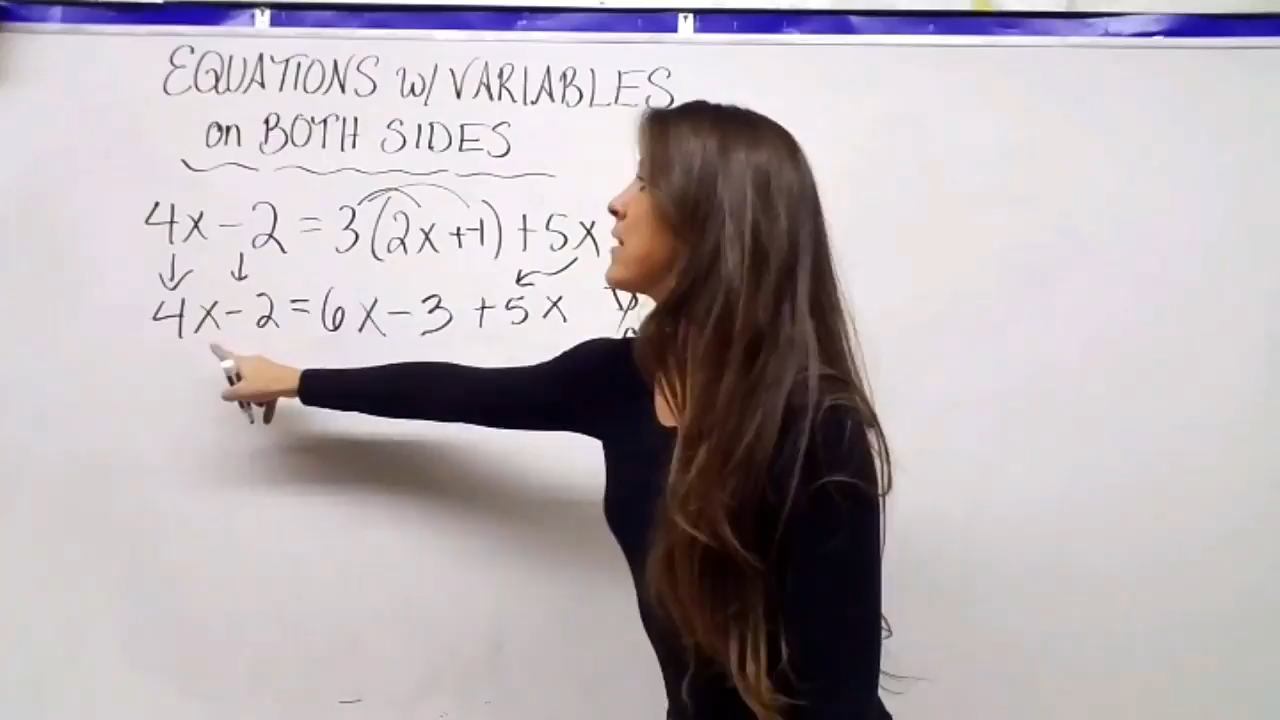 EQUATIONS w/ VARIABLES
on BOTH SIDES
4x - 2 = 3(2x + -1) + 5x
4x - 2 = 6x - 3 + 5x